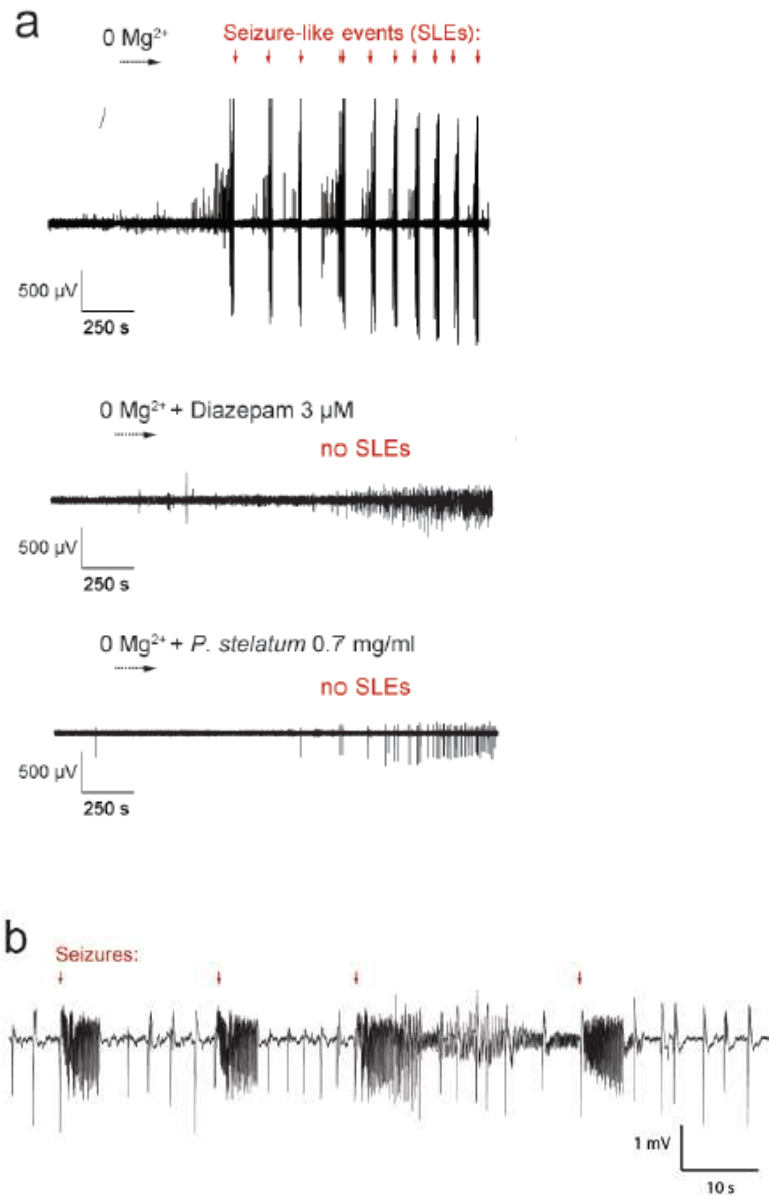 a
0 Mg²⁺
Seizure-like events (SLEs):
500 µV
250 s
0 Mg²⁺ + Diazepam 3 µM
no SLEs
500 µV
250 s
0 Mg²⁺ + P. stelatum 0.7 mg/ml
no SLEs
500 µV
250 s
b
Seizures:
1 mV
10 s